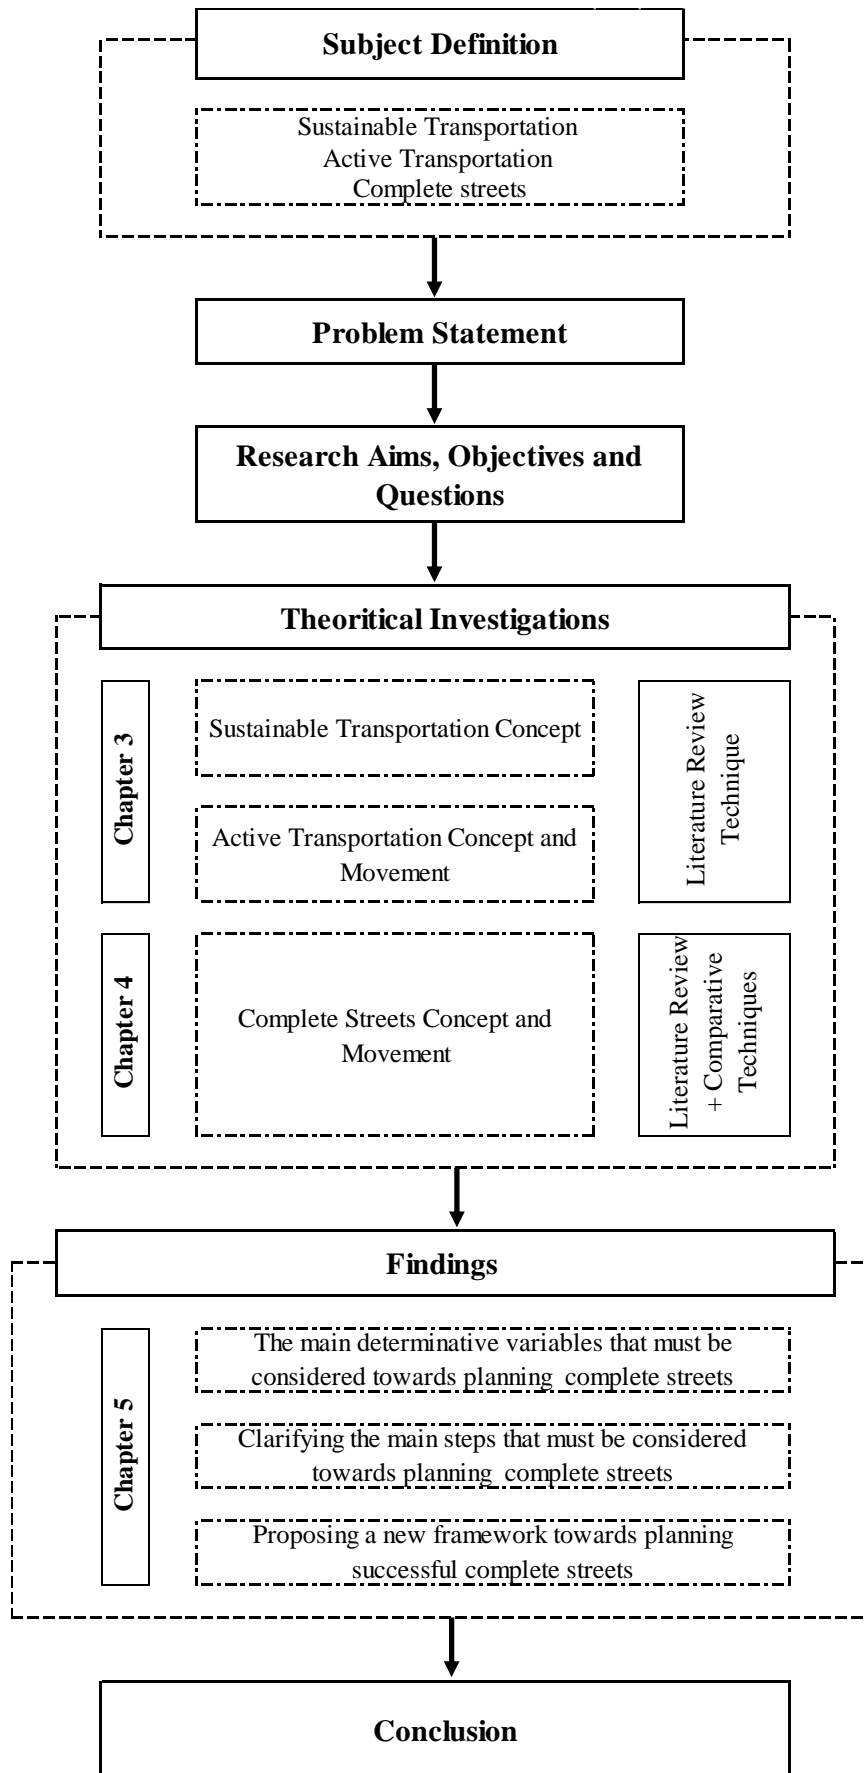 Subject Definition
Sustainable Transportation
Active Transportation
Complete streets
Problem Statement
Research Aims, Objectives and
Questions
Theoritical Investigations
Chapter 3
Sustainable Transportation Concept
Active Transportation Concept and
Movement
Literature Review
Technique
Chapter 4
Complete Streets Concept and
Movement
Literature Review
+ Comparative
Techniques
Findings
Chapter 5
The main determinative variables that must be
considered towards planning complete streets
Clarifying the main steps that must be considered
towards planning complete streets
Proposing a new framework towards planning
successful complete streets
Conclusion